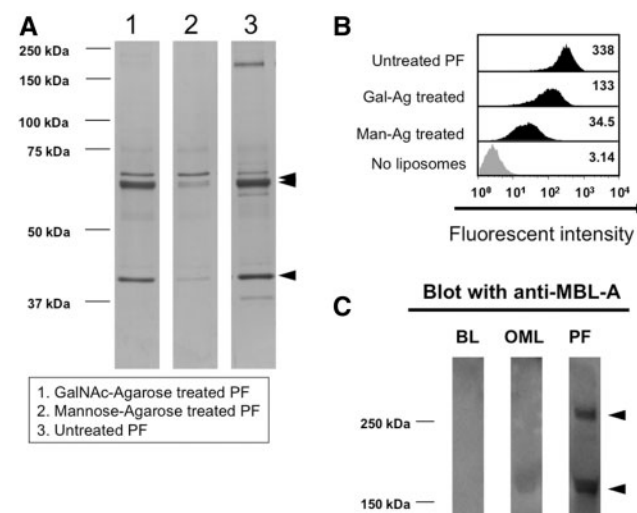 A
1 2 3
250 kDa
150 kDa
100 kDa
75 kDa
50 kDa
37 kDa
1. GalNAc-Agarose treated PF
2. Mannose-Agarose treated PF
3. Untreated PF
B
Untreated PF 338
Gal-Ag treated 133
Man-Ag treated 34.5
No liposomes 3.14
10⁰ 10¹ 10² 10³ 10⁴
Fluorescent intensity
C
Blot with anti-MBL-A
BL OML PF
250 kDa
150 kDa